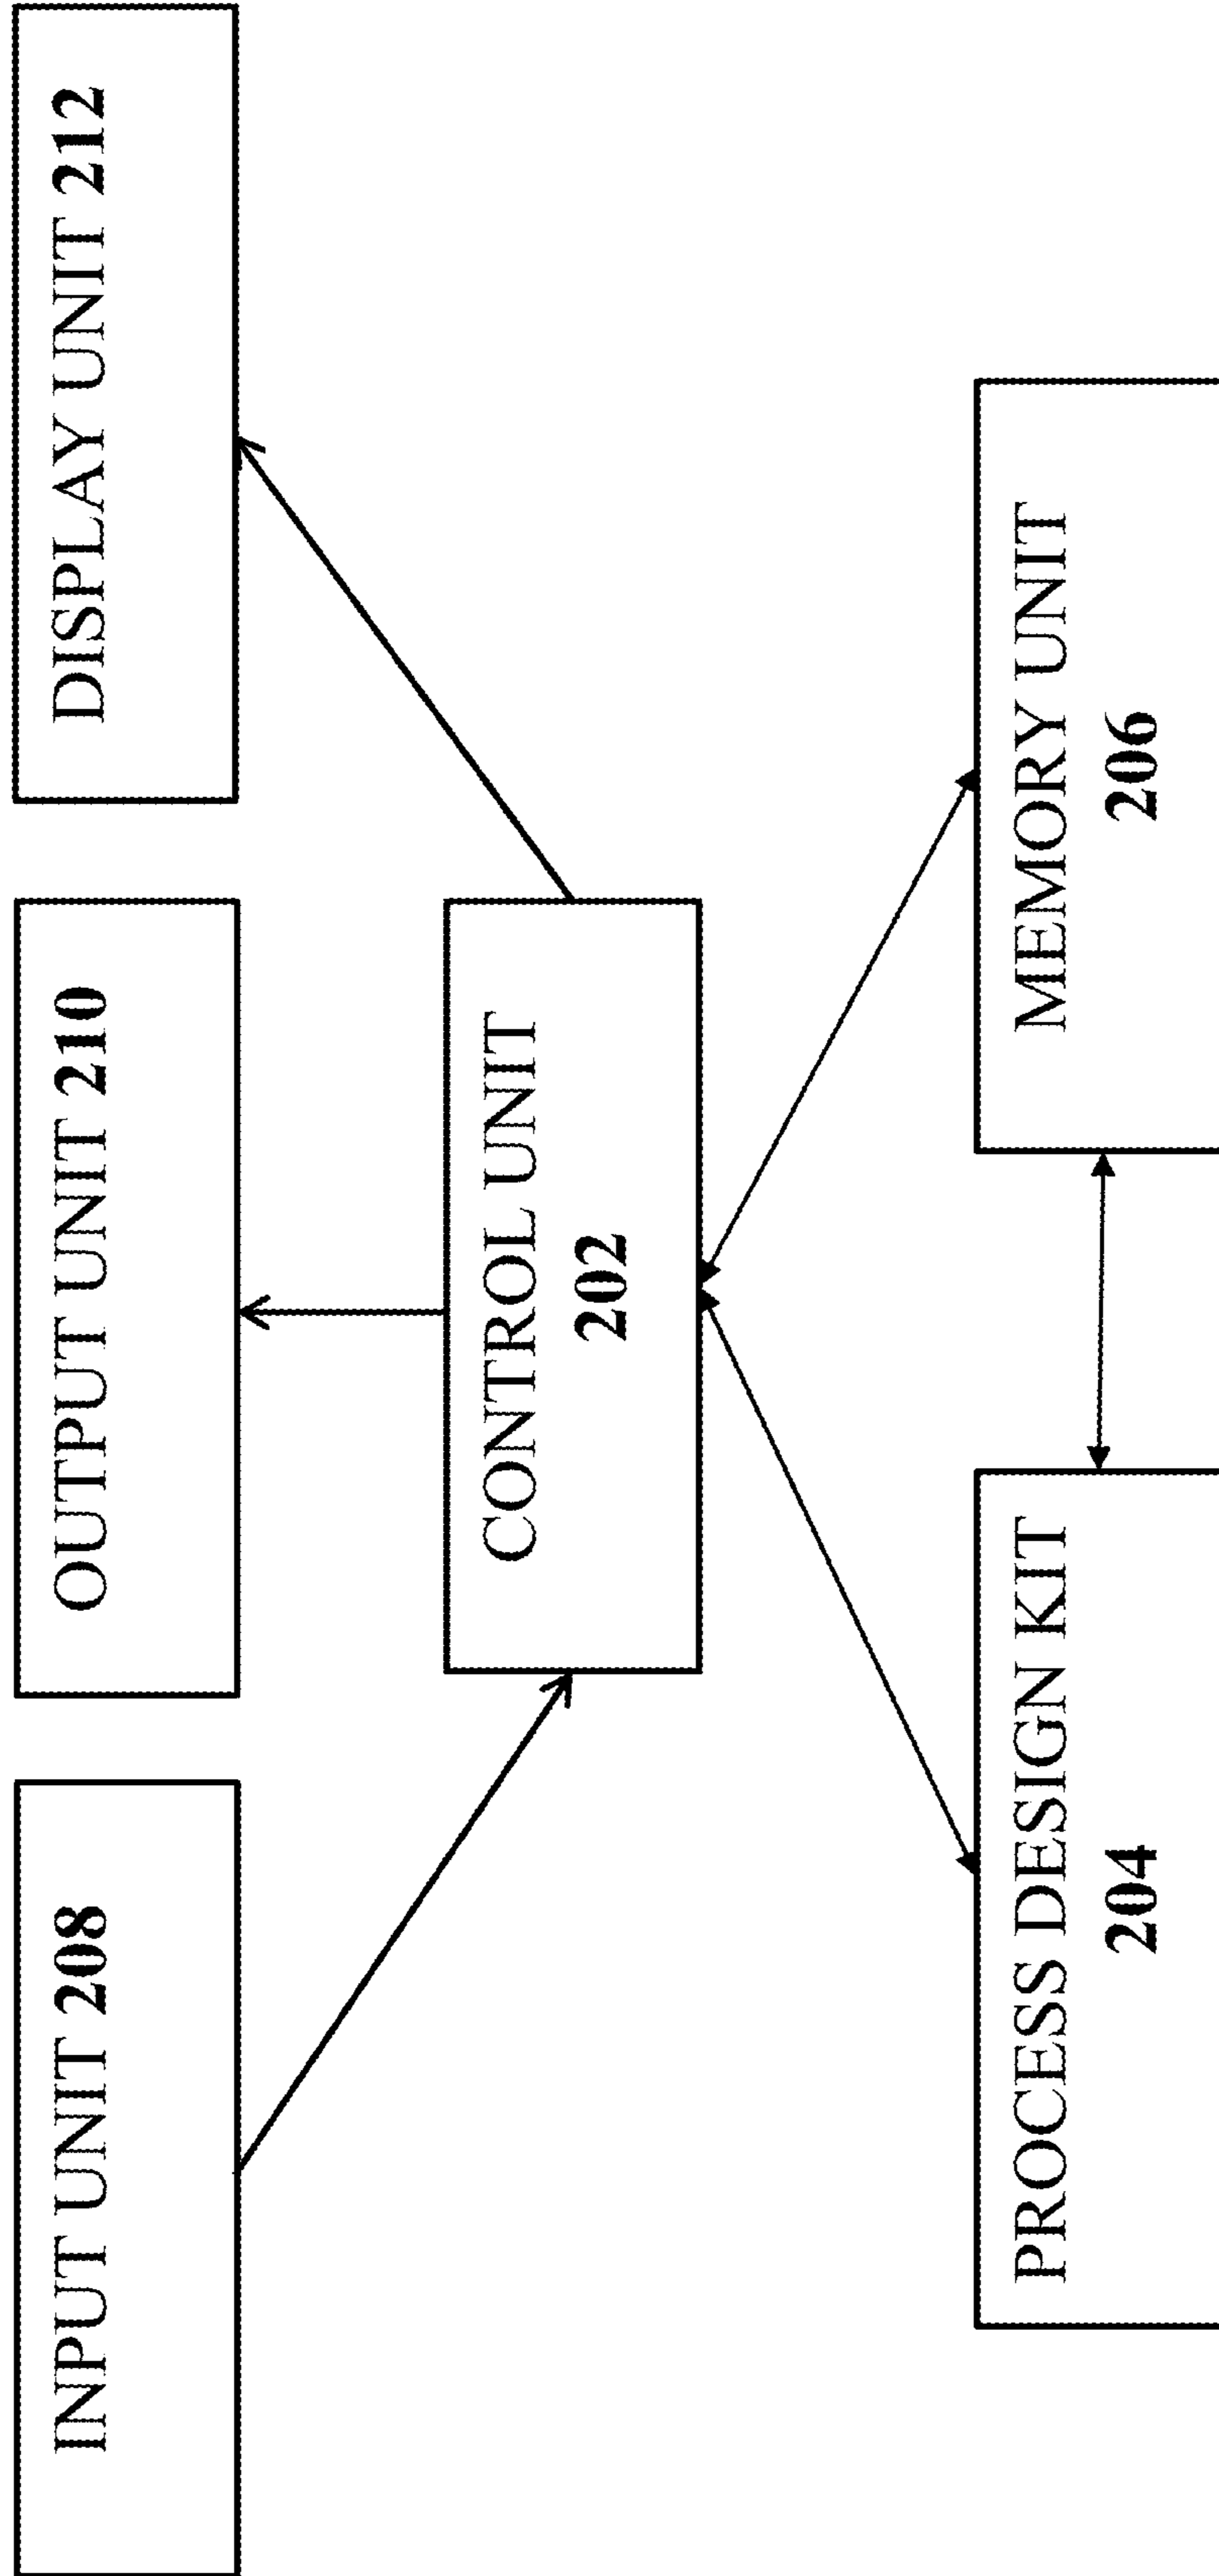 INPUT UNIT 208
OUTPUT UNIT 210
DISPLAY UNIT 212
CONTROL UNIT
202
PROCESS DESIGN KIT
204
MEMORY UNIT
206